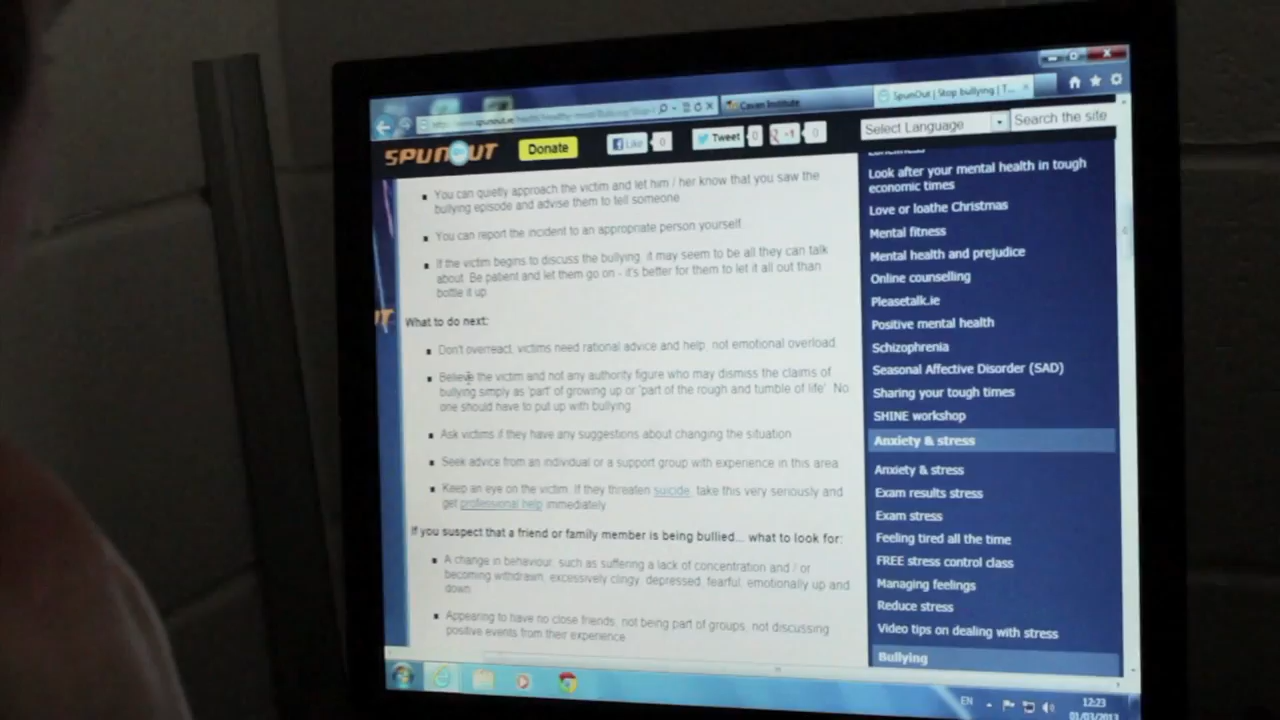 Cavan Institute
SpunOut | Stop bullying | T...
SPUNOUT
Donate
Like
0
Tweet
0
+1
0
Select Language
Search the site
You can quietly approach the victim and let him / her know that you saw the
bullying episode and advise them to tell someone
You can report the incident to an appropriate person yourself
If the victim begins to discuss the bullying, it may seem to be all they can talk
about. Be patient and let them go on - it's better for them to let it all out than
bottle it up
What to do next:
Don't overreact, victims need rational advice and help, not emotional overload
Believe the victim and not any authority figure who may dismiss the claims of
bullying simply as 'part' of growing up or 'part of the rough and tumble of life' No
one should have to put up with bullying
Ask victims if they have any suggestions about changing the situation
Seek advice from an individual or a support group with experience in this area
Keep an eye on the victim. If they threaten suicide, take this very seriously and
get professional help immediately
If you suspect that a friend or family member is being bullied... what to look for:
A change in behaviour, such as suffering a lack of concentration and / or
becoming withdrawn, excessively clingy, depressed, fearful, emotionally up and
down
Appearing to have no close friends, not being part of groups, not discussing
positive events from their experience
Look after your mental health in tough
economic times
Love or loathe Christmas
Mental fitness
Mental health and prejudice
Online counselling
Pleasetalk.ie
Positive mental health
Schizophrenia
Seasonal Affective Disorder (SAD)
Sharing your tough times
SHINE workshop
Anxiety & stress
Anxiety & stress
Exam results stress
Exam stress
Feeling tired all the time
FREE stress control class
Managing feelings
Reduce stress
Video tips on dealing with stress
Bullying
EN
12:23
01/03/2013